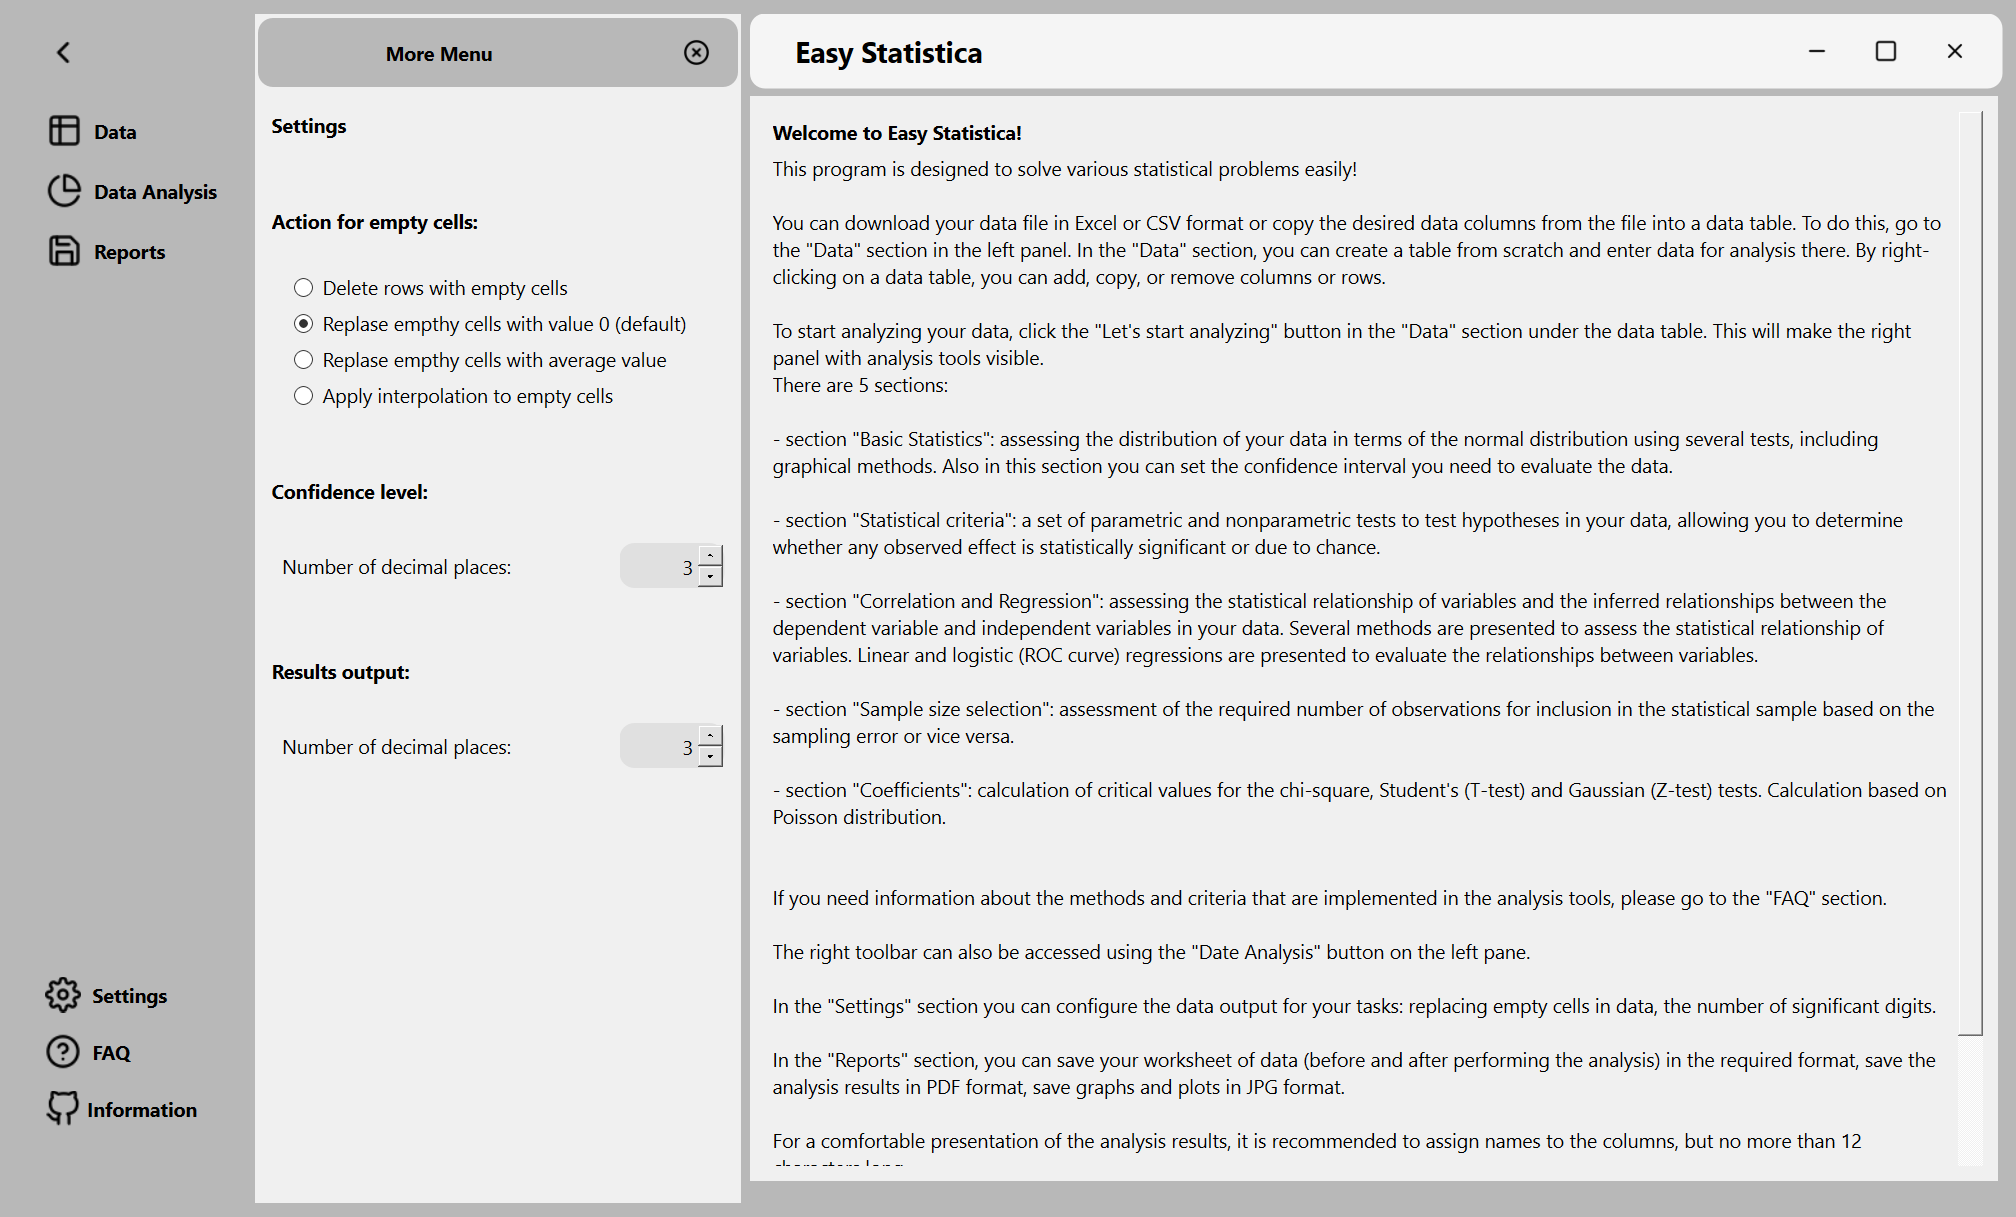 Data
Data Analysis
Reports
Settings
FAQ
Information
More Menu
Settings
Action for empty cells:
Delete rows with empty cells
Replase empthy cells with value 0 (default)
Replase empthy cells with average value
Apply interpolation to empty cells
Confidence level:
Number of decimal places: 3
Results output:
Number of decimal places: 3
Easy Statistica
Welcome to Easy Statistica!
This program is designed to solve various statistical problems easily!
You can download your data file in Excel or CSV format or copy the desired data columns from the file into a data table. To do this, go to
the "Data" section in the left panel. In the "Data" section, you can create a table from scratch and enter data for analysis there. By right-
clicking on a data table, you can add, copy, or remove columns or rows.
To start analyzing your data, click the "Let's start analyzing" button in the "Data" section under the data table. This will make the right
panel with analysis tools visible.
There are 5 sections:
- section "Basic Statistics": assessing the distribution of your data in terms of the normal distribution using several tests, including
graphical methods. Also in this section you can set the confidence interval you need to evaluate the data.
- section "Statistical criteria": a set of parametric and nonparametric tests to test hypotheses in your data, allowing you to determine
whether any observed effect is statistically significant or due to chance.
- section "Correlation and Regression": assessing the statistical relationship of variables and the inferred relationships between the
dependent variable and independent variables in your data. Several methods are presented to assess the statistical relationship of
variables. Linear and logistic (ROC curve) regressions are presented to evaluate the relationships between variables.
- section "Sample size selection": assessment of the required number of observations for inclusion in the statistical sample based on the
sampling error or vice versa.
- section "Coefficients": calculation of critical values for the chi-square, Student's (T-test) and Gaussian (Z-test) tests. Calculation based on
Poisson distribution.
If you need information about the methods and criteria that are implemented in the analysis tools, please go to the "FAQ" section.
The right toolbar can also be accessed using the "Date Analysis" button on the left pane.
In the "Settings" section you can configure the data output for your tasks: replacing empty cells in data, the number of significant digits.
In the "Reports" section, you can save your worksheet of data (before and after performing the analysis) in the required format, save the
analysis results in PDF format, save graphs and plots in JPG format.
For a comfortable presentation of the analysis results, it is recommended to assign names to the columns, but no more than 12